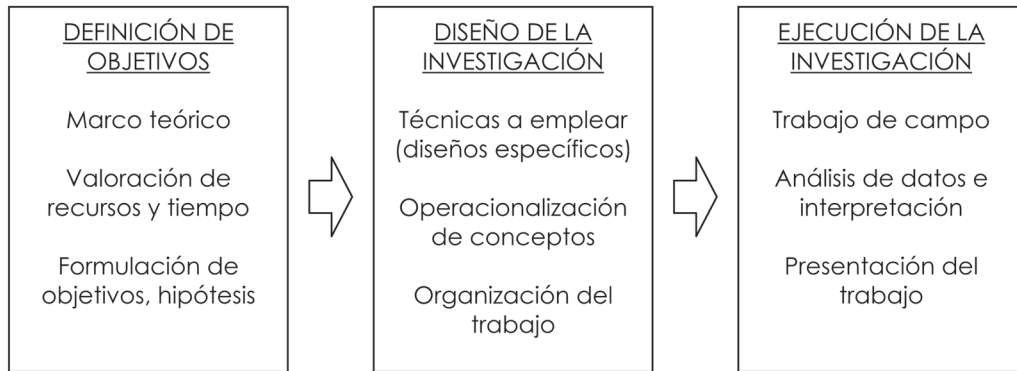 DEFINICIÓN DE
OBJETIVOS
Marco teórico
Valoración de
recursos y tiempo
Formulación de
objetivos, hipótesis
DISEÑO DE LA
INVESTIGACIÓN
Técnicas a emplear
(diseños específicos)
Operacionalización
de conceptos
Organización del
trabajo
EJECUCIÓN DE LA
INVESTIGACIÓN
Trabajo de campo
Análisis de datos e
interpretación
Presentación del
trabajo